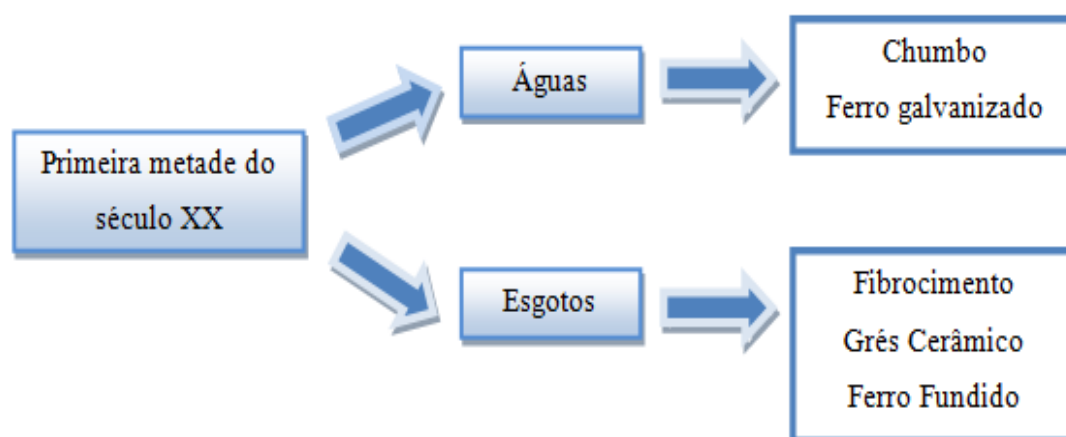 Primeira metade do
século XX
Águas
Chumbo
Ferro galvanizado
Esgotos
Fibrocimento
Grés Cerâmico
Ferro Fundido